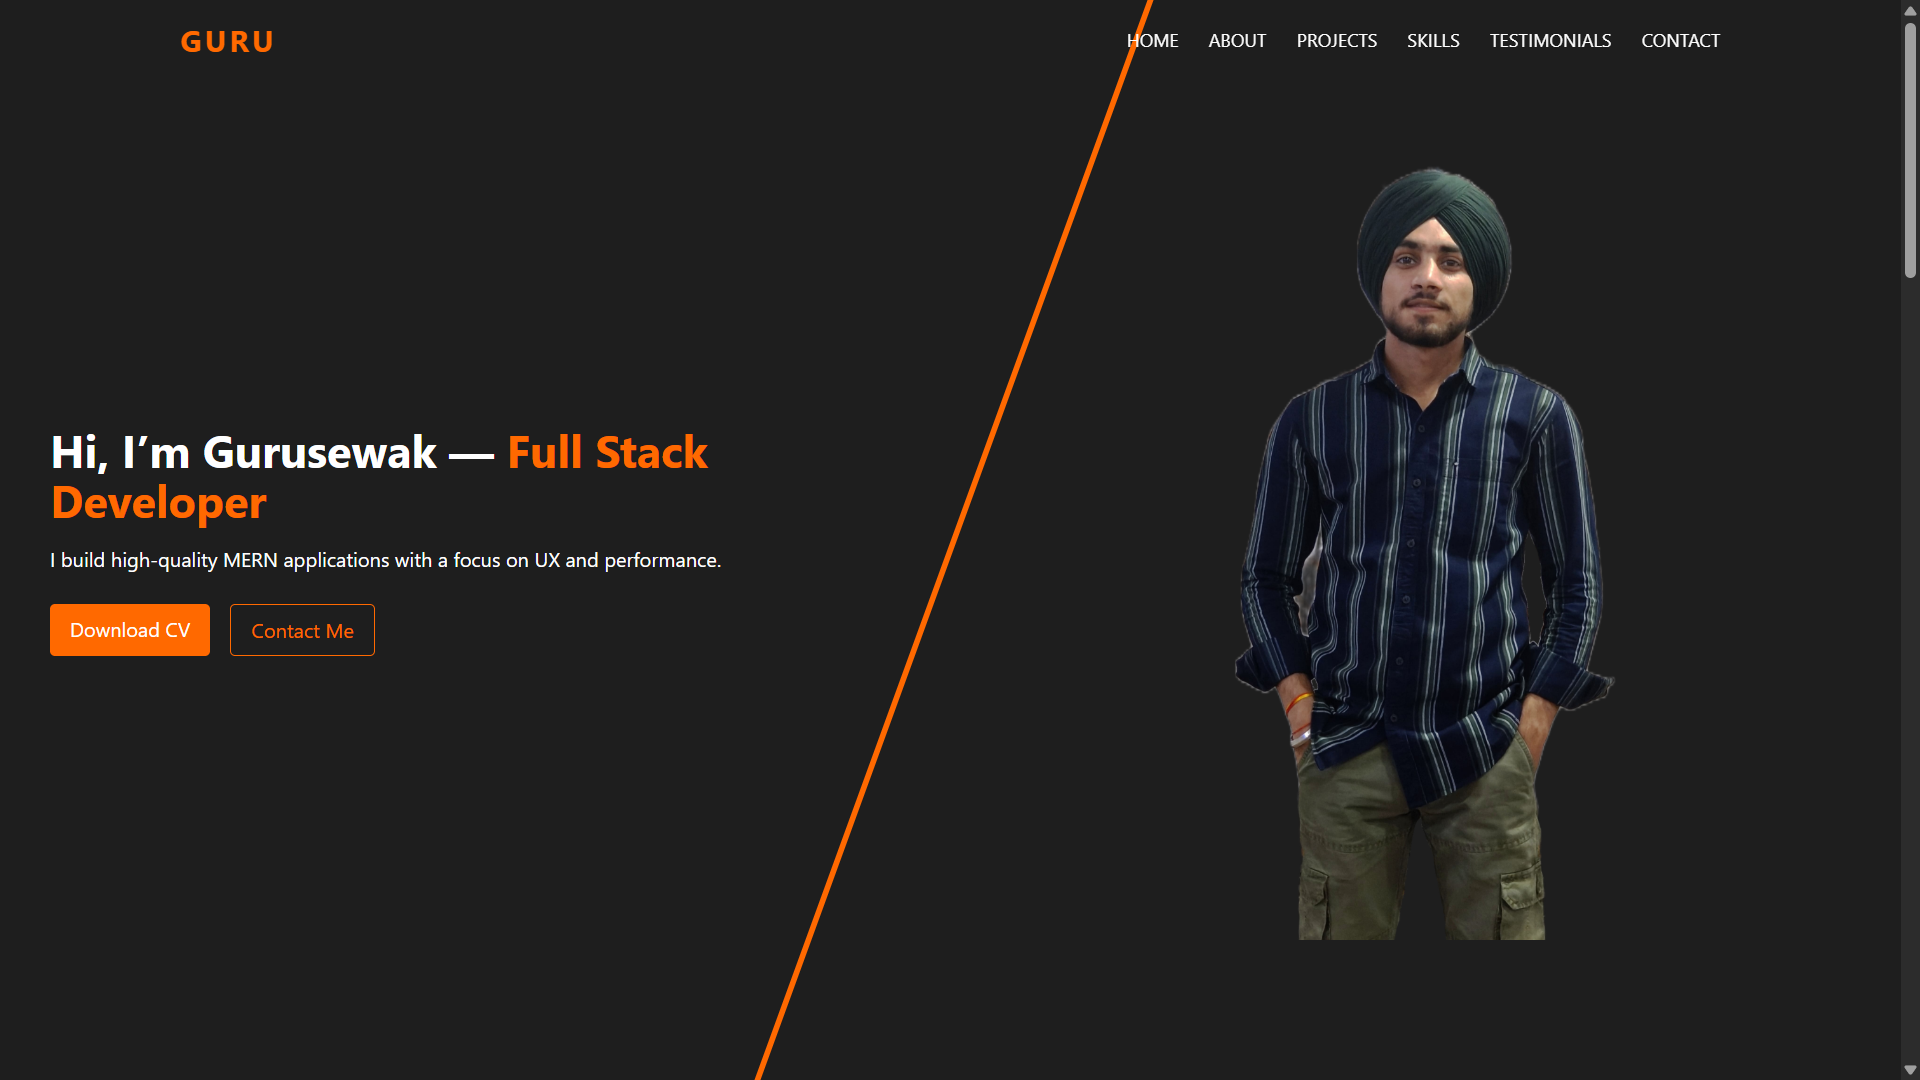 GURU
HOME ABOUT PROJECTS SKILLS TESTIMONIALS CONTACT
Hi, I’m Gurusewak — Full Stack
Developer
I build high-quality MERN applications with a focus on UX and performance.
Download CV
Contact Me